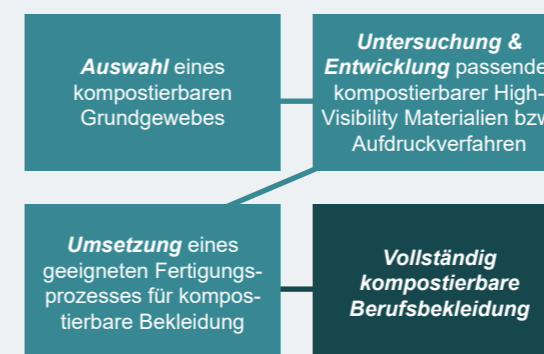 Auswahl eines
kompostierbaren
Grundgewebes
Untersuchung &
Entwicklung passende
kompostierbarer High-
Visibility Materialien bzw
Aufdruckverfahren
Umsetzung eines
geeigneten Fertigungs-
prozesses für kompos-
tierbare Bekleidung
Vollständig
kompostierbare
Berufsbekleidung